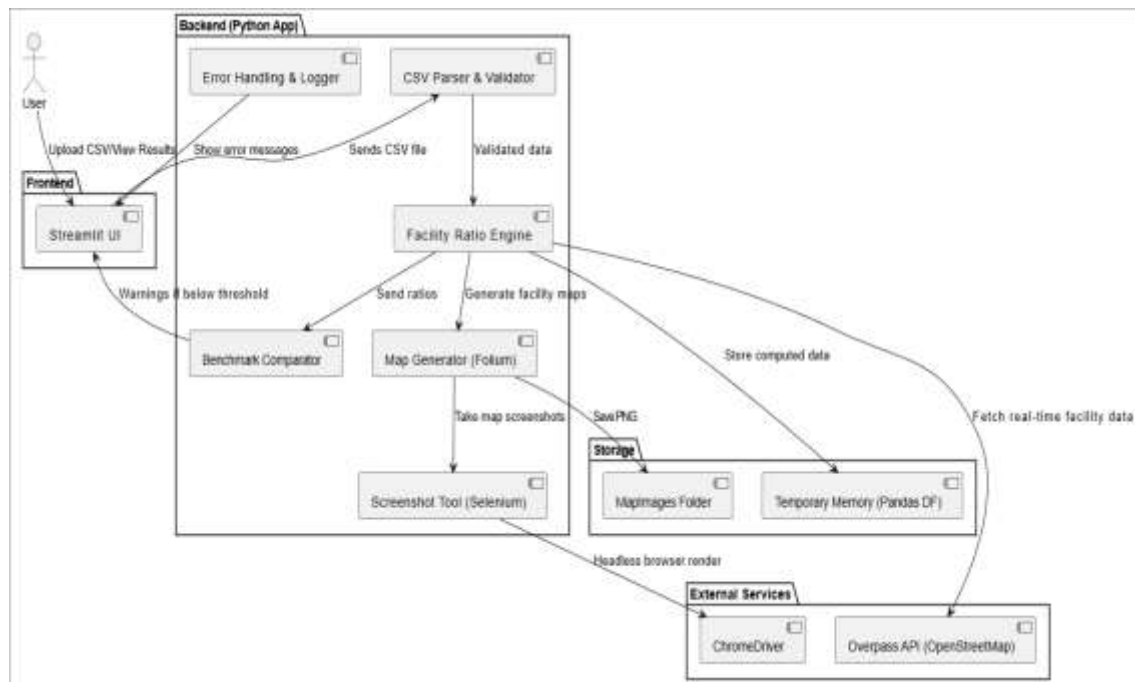 Backend (Python App)
Error Handling & Logger
CSV Parser & Validator
User
Upload CSV/View Results
Show error messages
Sends CSV file
Validated data
Frontend
Streamlit UI
Facility Ratio Engine
Warnings if below threshold
Send ratios
Generate facility maps
Benchmark Comparator
Map Generator (Folium)
Store computed data
Take map screenshots
Save PNG
Fetch real-time facility data
Storage
Screenshot Tool (Selenium)
MapImages Folder
Temporary Memory (Pandas DF)
Headless browser render
External Services
ChromeDriver
Overpass API (OpenStreetMap)